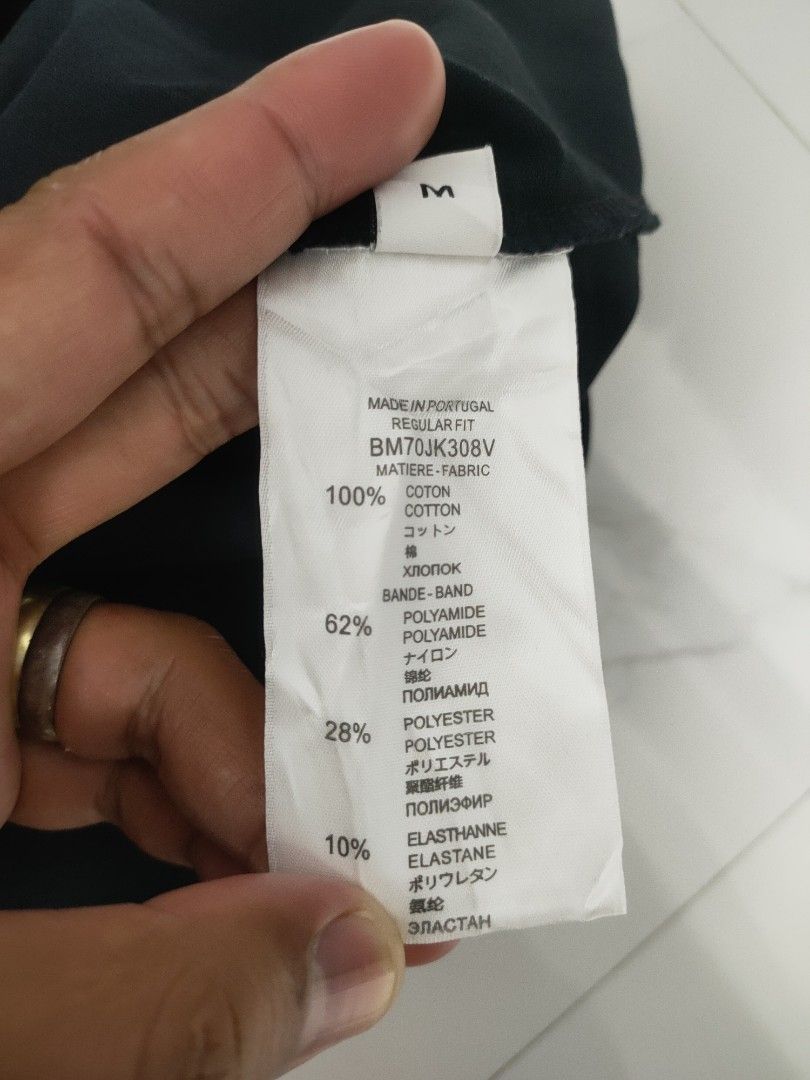 M
MADE IN PORTUGAL
REGULAR FIT
BM70JK308V
MATIERE-FABRIC
100% COTON
COTTON
コットン
棉
ХЛОПОК
BANDE-BAND
62% POLYAMIDE
POLYAMIDE
ナイロン
锦纶
ПОЛИАМИД
28% POLYESTER
POLYESTER
ポリエステル
聚酯纤维
ПОЛИЭФИР
10% ELASTHANNE
ELASTANE
ポリウレタン
氨纶
ЭЛАСТАН